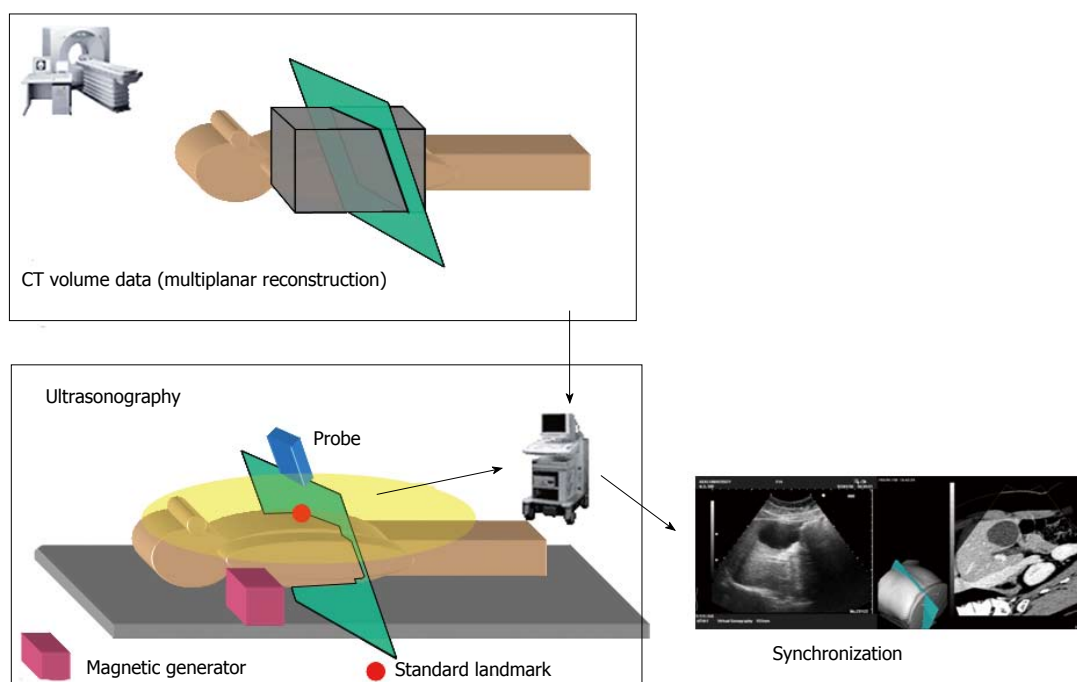 CT volume data (multiplanar reconstruction)
Ultrasonography
Probe
Magnetic generator
Standard landmark
Synchronization